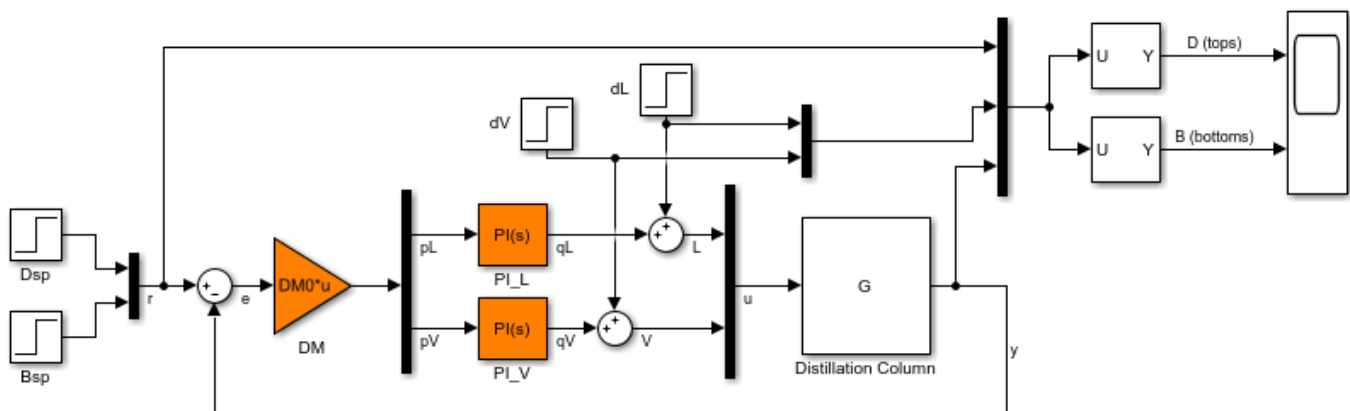 D (tops)
U Y
dL
dV
B (bottoms)
U Y
Dsp
pL
PI(s)
qL
PI_L
L
r
+
-
e
DM0*u
DM
u
G
Distillation Column
pV
PI(s)
qV
PI_V
V
+
+
+
+
y
Bsp